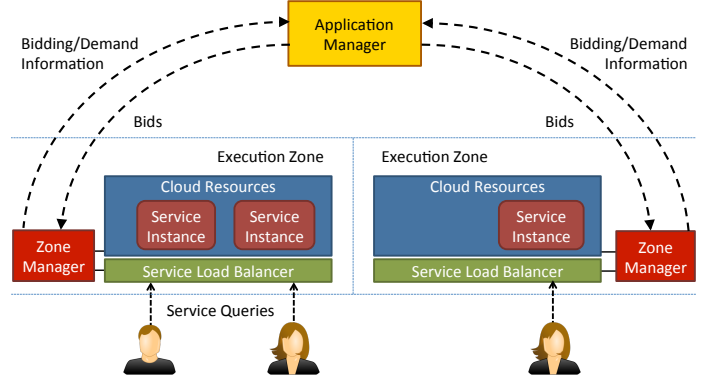 Application
Manager
Bidding/Demand
Information
Bidding/Demand
Information
Bids
Bids
Execution Zone
Execution Zone
Cloud Resources
Cloud Resources
Service
Instance
Service
Instance
Service
Instance
Zone
Manager
Zone
Manager
Service Load Balancer
Service Load Balancer
Service Queries